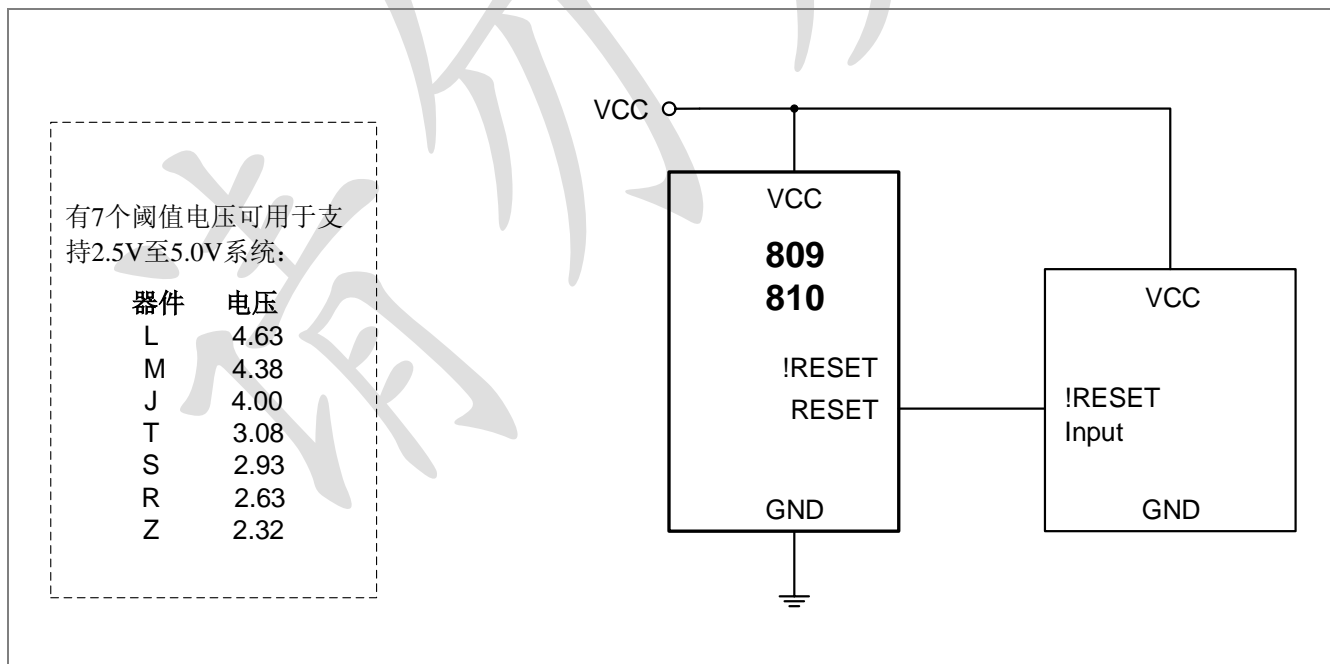 有7个阈值电压可用于支
持2.5V至5.0V系统：
器件 电压
L 4.63
M 4.38
J 4.00
T 3.08
S 2.93
R 2.63
Z 2.32
VCC
VCC
809
810
!RESET
RESET
GND
VCC
!RESET
Input
GND